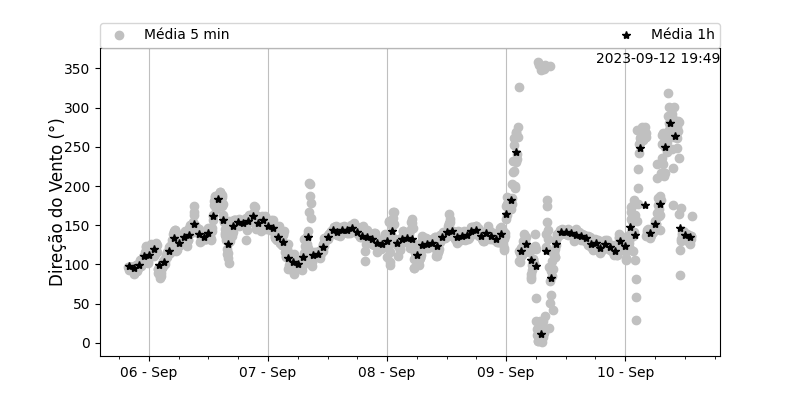 Média 5 min
Média 1h
2023-09-12 19:49
Direção do Vento (°)
350
300
250
200
150
100
50
0
06 - Sep
07 - Sep
08 - Sep
09 - Sep
10 - Sep